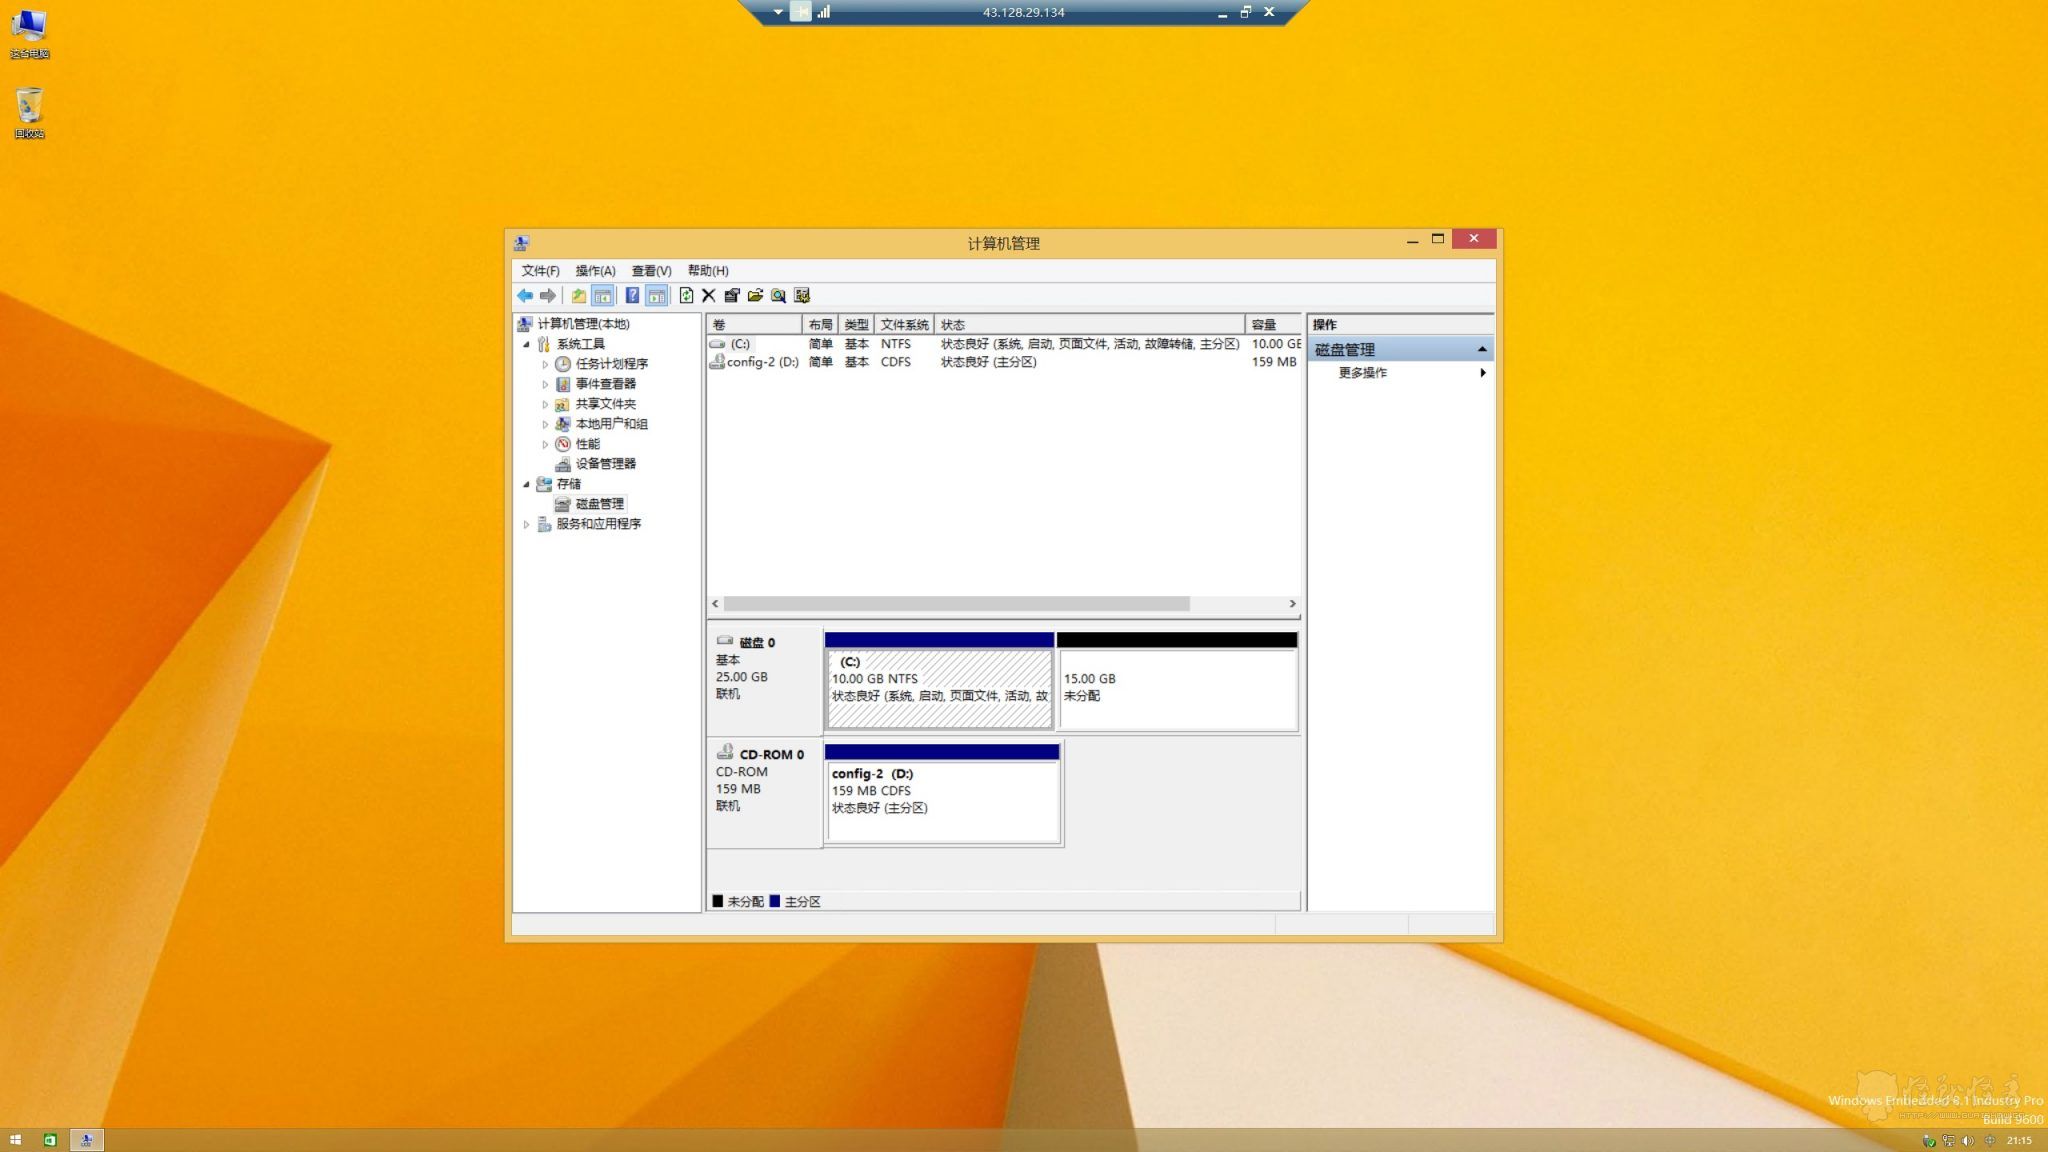 43.128.29.134
这台电脑
回收站
计算机管理
文件(F) 操作(A) 查看(V) 帮助(H)
计算机管理(本地)
系统工具
任务计划程序
事件查看器
共享文件夹
本地用户和组
性能
设备管理器
存储
磁盘管理
服务和应用程序
卷 布局 类型 文件系统 状态 容量
(C:) 简单 基本 NTFS 状态良好 (系统, 启动, 页面文件, 活动, 故障转储, 主分区) 10.00 GB
config-2 (D:) 简单 基本 CDFS 状态良好 (主分区) 159 MB
磁盘 0
基本
25.00 GB
联机
(C:)
10.00 GB NTFS
状态良好 (系统, 启动, 页面文件, 活动, 故
15.00 GB
未分配
CD-ROM 0
CD-ROM
159 MB
联机
config-2 (D:)
159 MB CDFS
状态良好 (主分区)
未分配 主分区
操作
磁盘管理
更多操作
Windows Embedded 8.1 Industry Pro
Build 9600
中 21:15